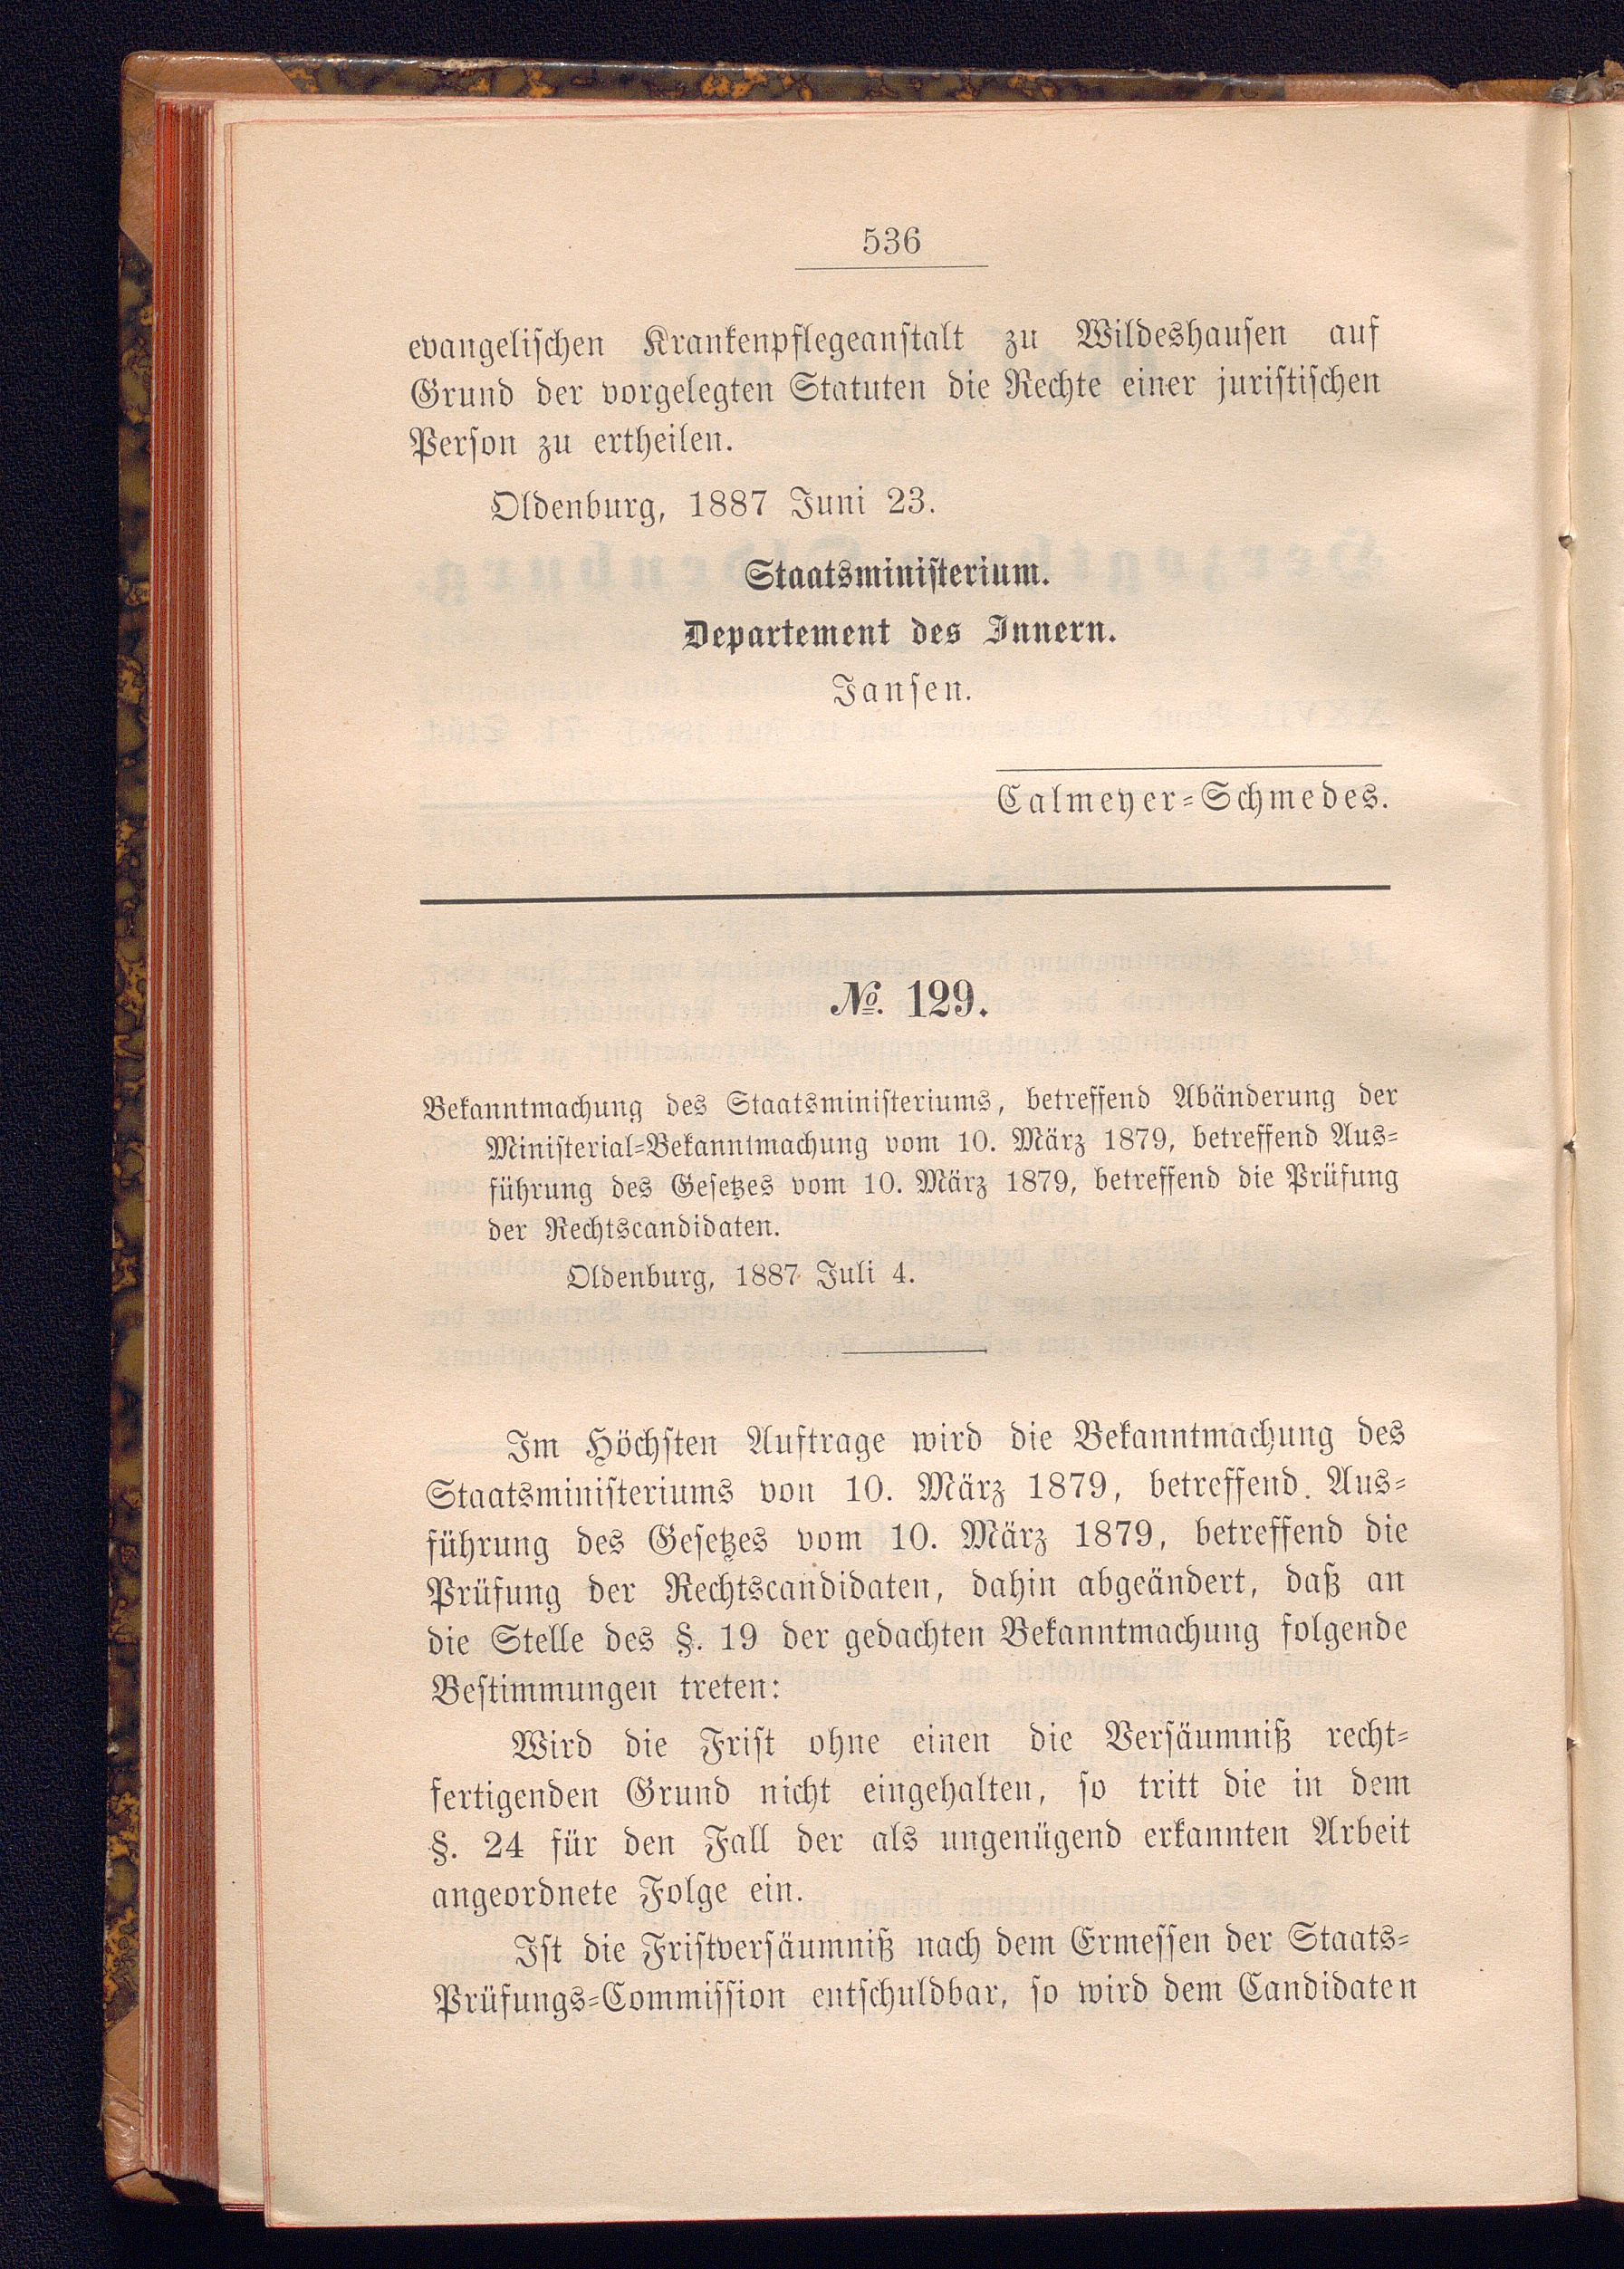 536
evangelischen Krankenpflegeanstalt zu Wildeshausen auf
Grund der vorgelegten Statuten die Rechte einer juristischen
Person zu ertheilen.
Oldenburg, 1887 Juni 23.
Staatsministerium.
Departement des Innern.
Jansen.
Calmeyer-Schmedes.
№. 129.
Bekanntmachung des Staatsministeriums, betreffend Abänderung der
Ministerial-Bekanntmachung vom 10. März 1879, betreffend Aus-
führung des Gesetzes vom 10. März 1879, betreffend die Prüfung
der Rechtscandidaten.
Oldenburg, 1887 Juli 4.
Im Höchsten Auftrage wird die Bekanntmachung des
Staatsministeriums von 10. März 1879, betreffend. Aus-
führung des Gesetzes vom 10. März 1879, betreffend die
Prüfung der Rechtscandidaten, dahin abgeändert, daß an
die Stelle des §. 19 der gedachten Bekanntmachung folgende
Bestimmungen treten:
Wird die Frist ohne einen die Versäumniß recht-
fertigenden Grund nicht eingehalten, so tritt die in dem
§. 24 für den Fall der als ungenügend erkannten Arbeit
angeordnete Folge ein.
Ist die Fristversäumniß nach dem Ermessen der Staats-
Prüfungs-Commission entschuldbar, so wird dem Candidaten